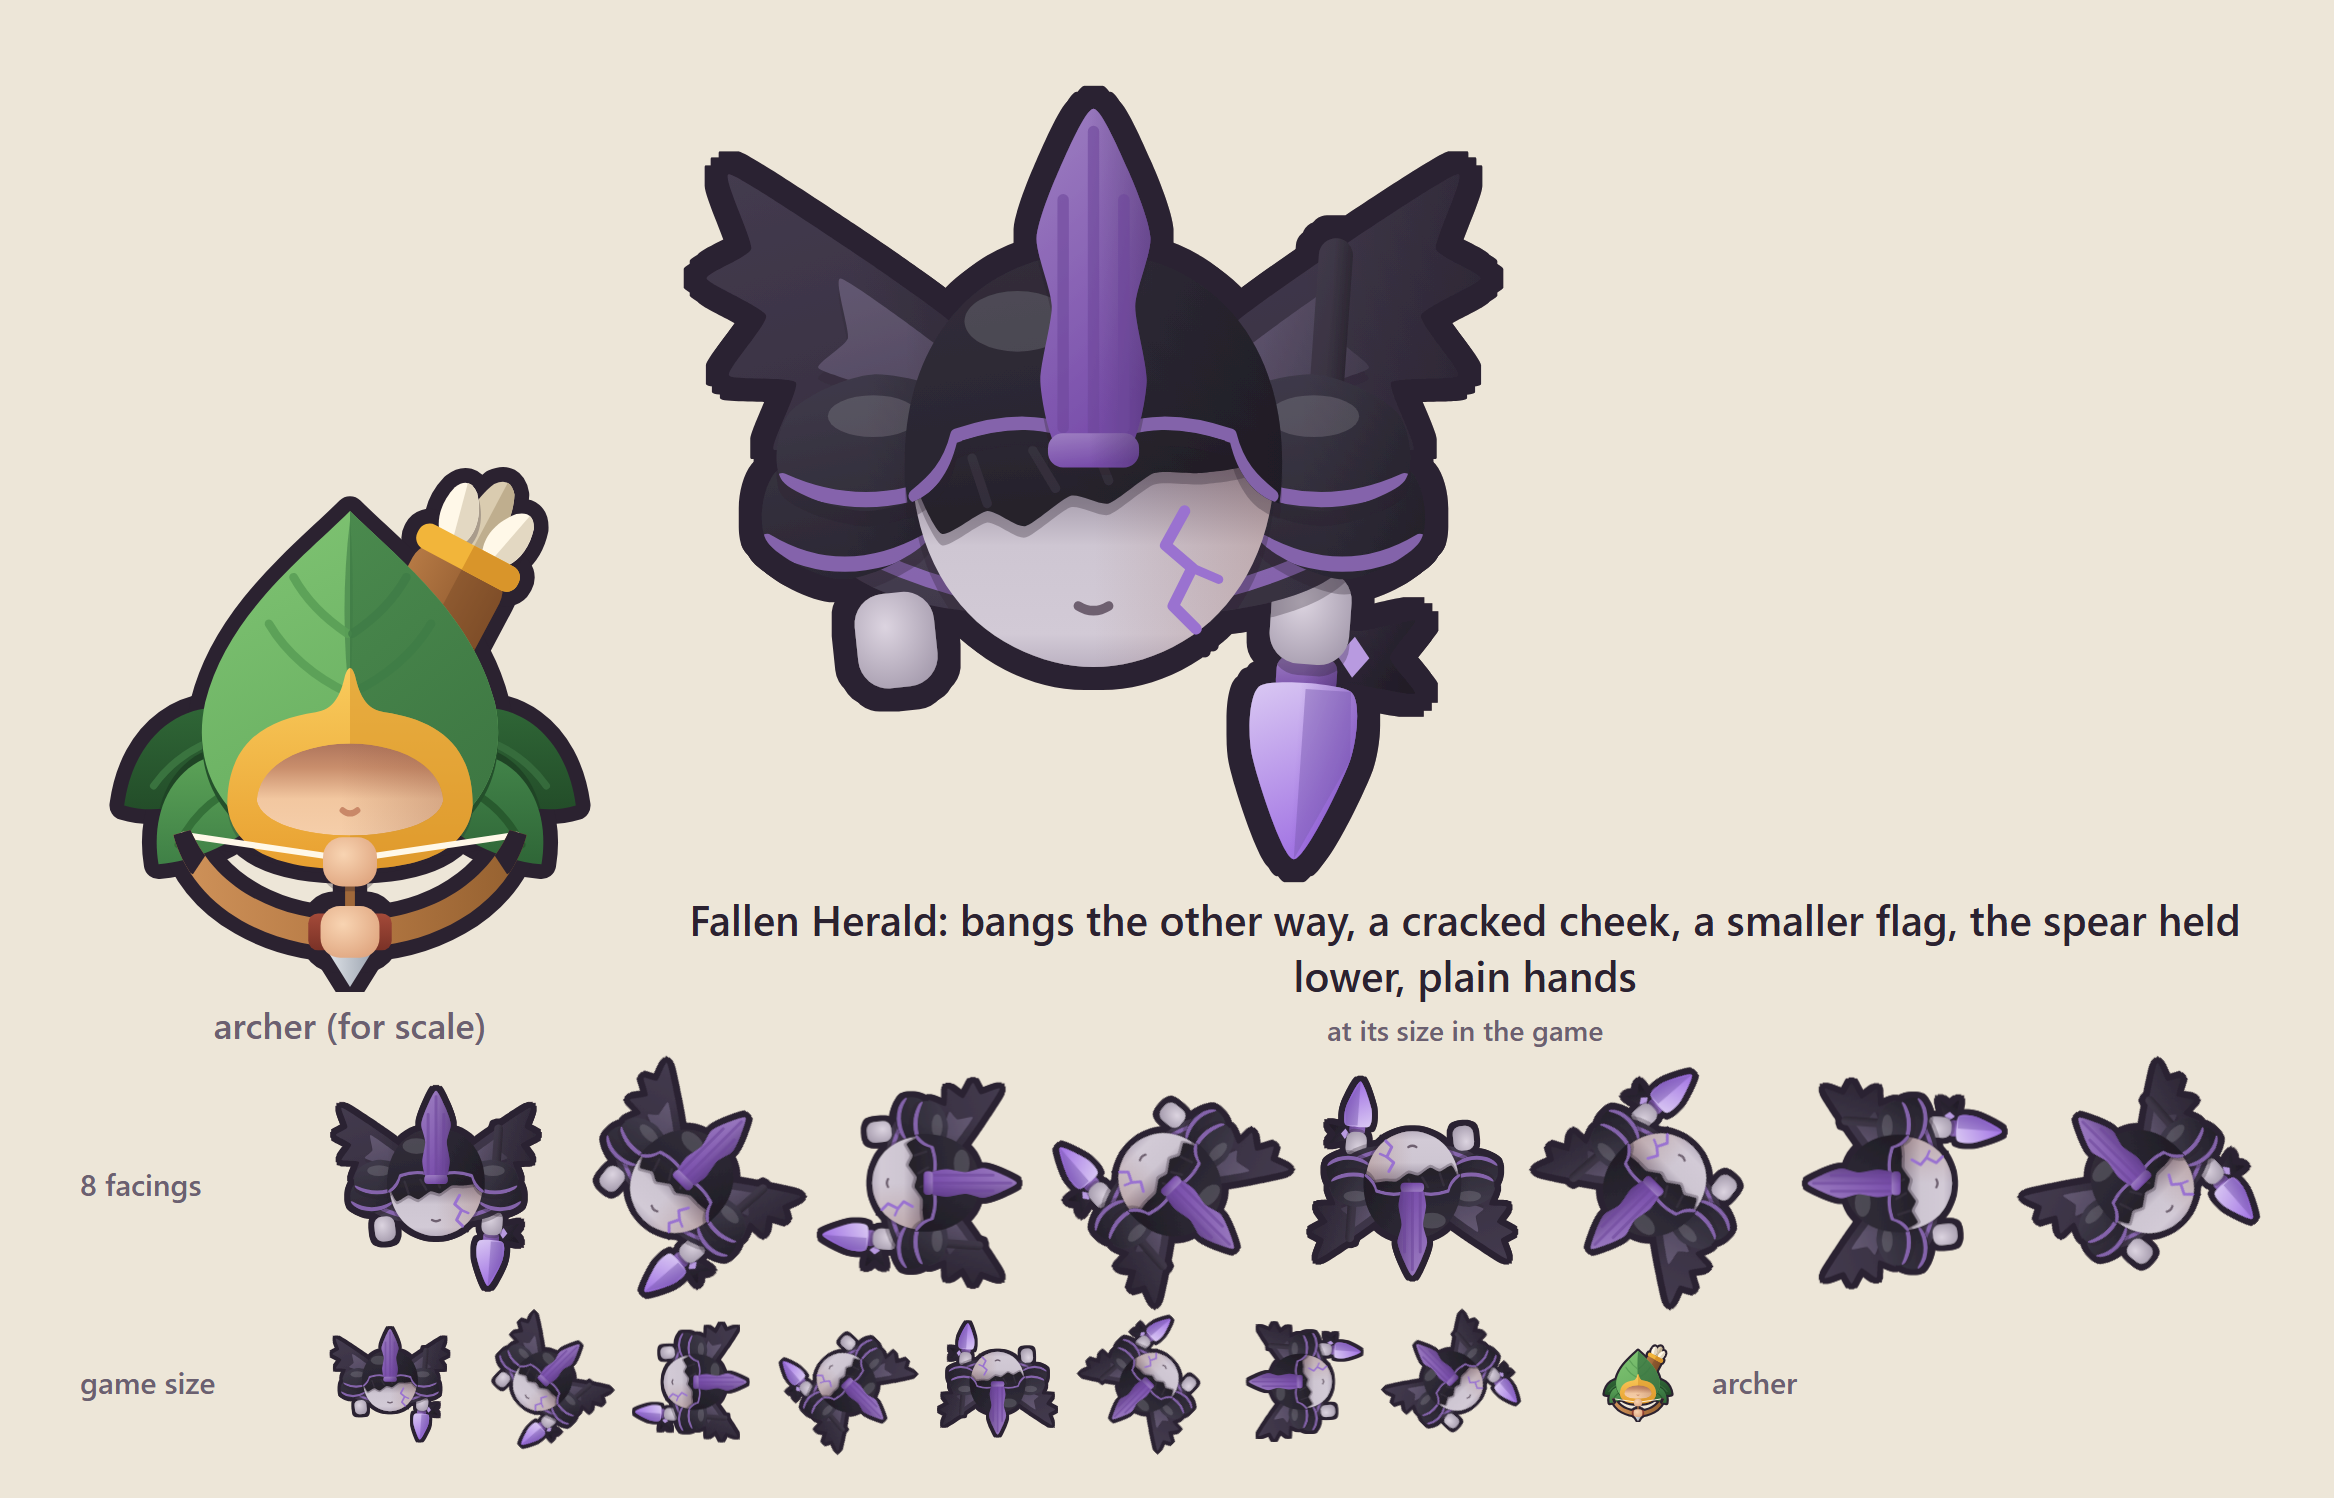 Fallen Herald: bangs the other way, a cracked cheek, a smaller flag, the spear held
lower, plain hands
archer (for scale)
at its size in the game
8 facings
game size
archer